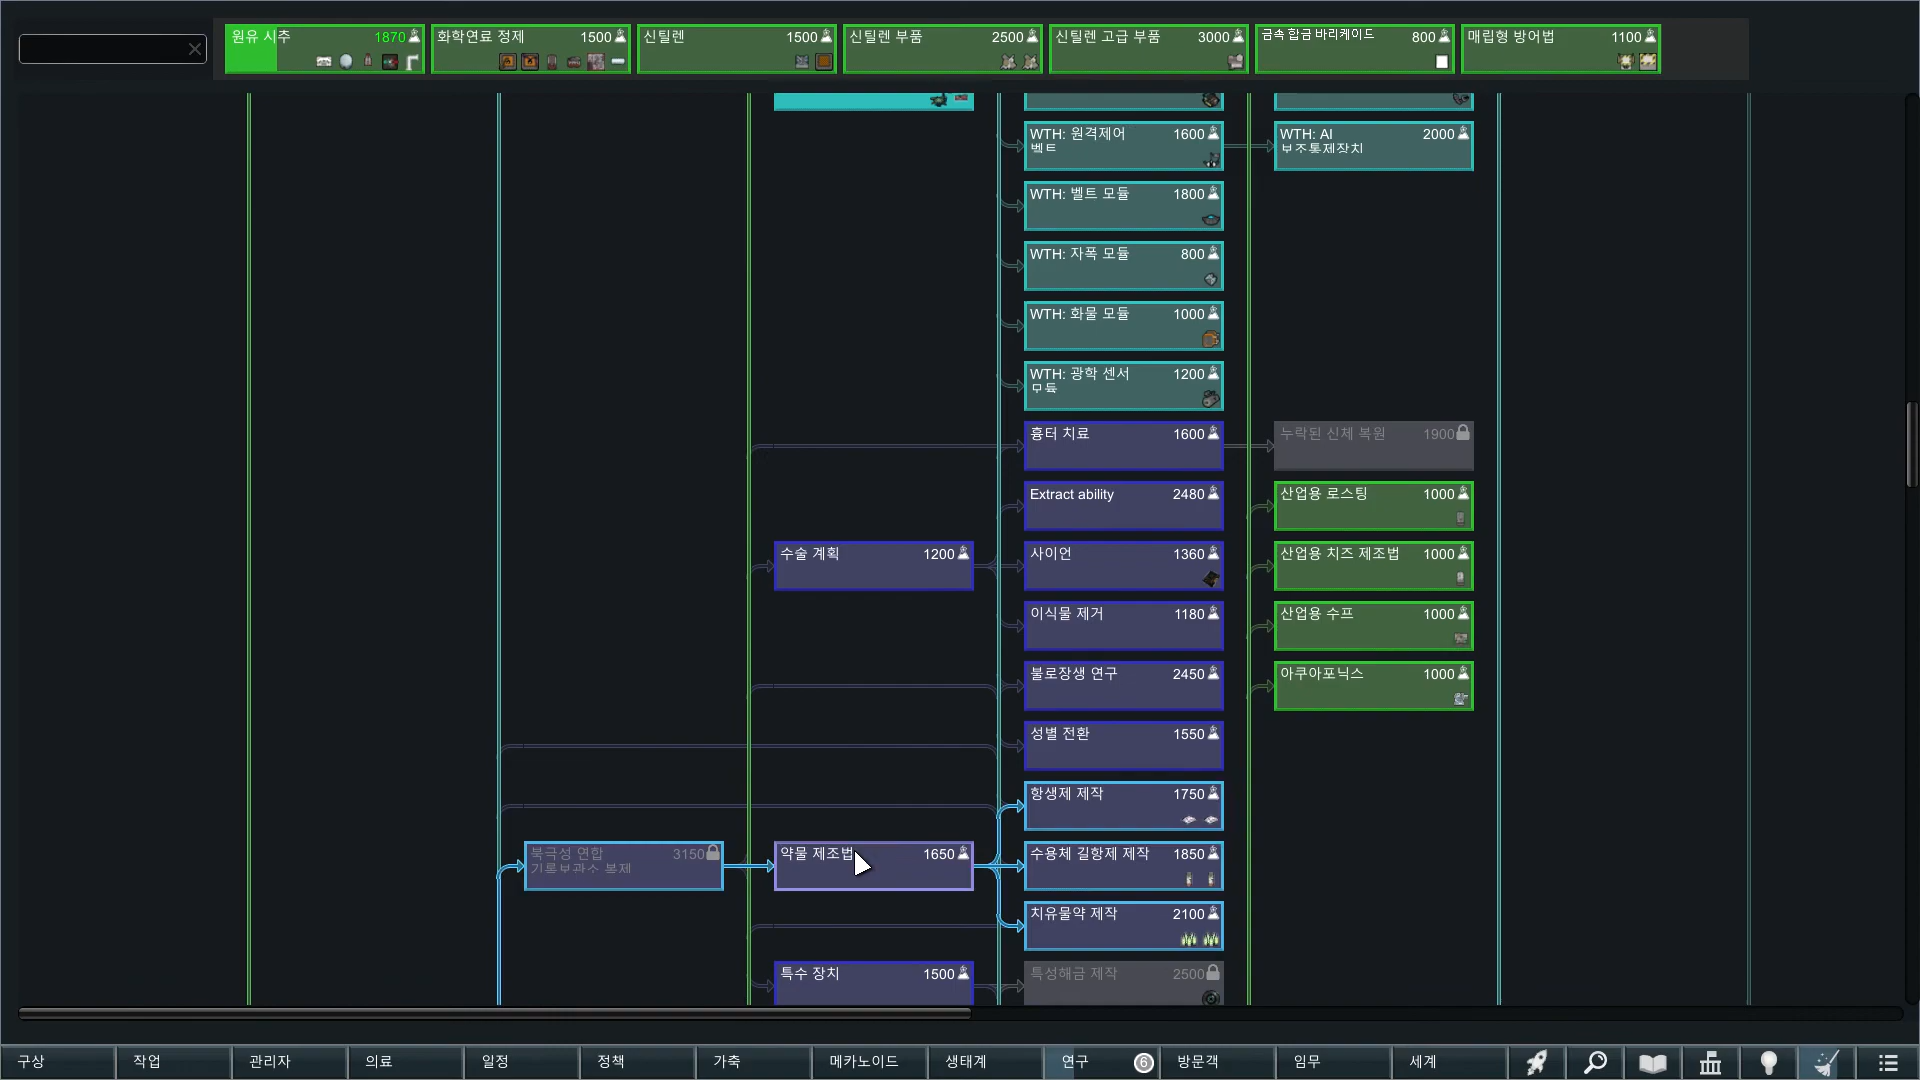 원유 시추 1870
화학연료 정제 1500
신틸렌 1500
신틸렌 부품 2500
신틸렌 고급 부품 3000
금속 합금 바리케이드 800
매립형 방어법 1100
WTH: 원격제어 1600
벨트
WTH: AI 2000
보조통제장치
WTH: 벨트 모듈 1800
WTH: 자폭 모듈 800
WTH: 화물 모듈 1000
WTH: 광학 센서 1200
모듈
흉터 치료 1600
누락된 신체 복원 1900
Extract ability 2480
산업용 로스팅 1000
수술 계획 1200
사이언 1360
산업용 치즈 제조법 1000
이식물 제거 1180
산업용 수프 1000
불로장생 연구 2450
아쿠아포닉스 1000
성별 전환 1550
항생제 제작 1750
북극성 연합 3150
기록보관소 복제
약물 제조법 1650
수용체 길항제 제작 1850
치유물약 제작 2100
특수 장치 1500
특성해금 제작 2500
구상 작업 관리자 의료 일정 정책 가축 메카노이드 생태계 연구 6 방문객 임무 세계